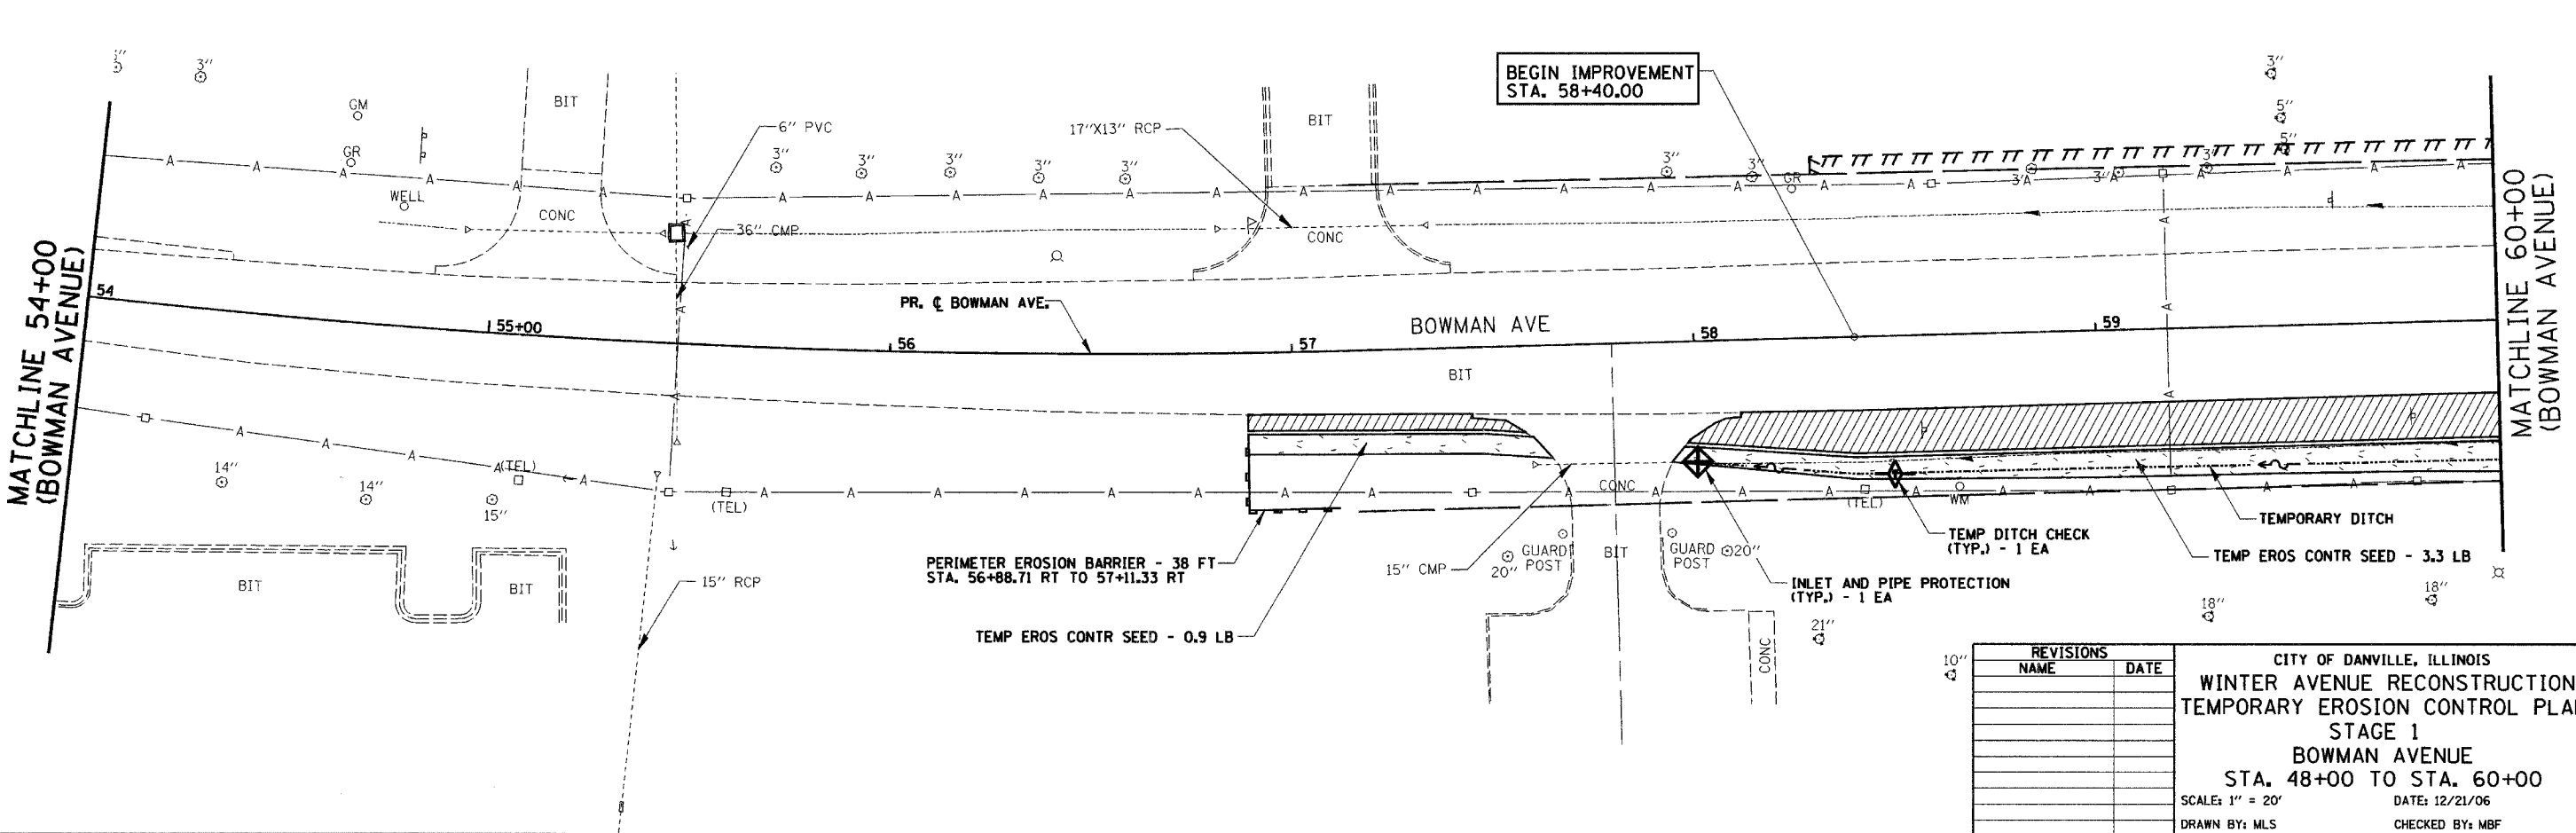 3''
3''
5''
5''
3''
GM
GR
WELL
BIT
CONC
6'' PVC
36'' CMP
3''
3''
3''
3''
3''
17''X13'' RCP
BIT
CONC
BEGIN IMPROVEMENT
STA. 58+40.00
3''
3''
GR
3''
3''
A A A A A A
A A A A A A A A A A A A A A A A A A
MATCHLINE 54+00
(BOWMAN AVENUE)
MATCHLINE 60+00
(BOWMAN AVENUE)
54
55+00
56
57
58
59
PR. ℄ BOWMAN AVE.
BOWMAN AVE
BIT
14''
14''
15''
(TEL)
(TEL)
BIT
BIT
15'' RCP
PERIMETER EROSION BARRIER - 38 FT
STA. 56+88.71 RT TO 57+11.33 RT
TEMP EROS CONTR SEED - 0.9 LB
15'' CMP
CONC
GUARD
POST
20''
BIT
GUARD
POST
20''
(TEL)
WM
TEMP DITCH CHECK
(TYP.) - 1 EA
INLET AND PIPE PROTECTION
(TYP.) - 1 EA
TEMPORARY DITCH
TEMP EROS CONTR SEED - 3.3 LB
18''
18''
21''
10''
CONC
REVISIONS
NAME DATE
CITY OF DANVILLE, ILLINOIS
WINTER AVENUE RECONSTRUCTION
TEMPORARY EROSION CONTROL
STAGE 1
BOWMAN AVENUE
STA. 48+00 TO STA. 60+00
SCALE: 1'' = 20' DATE: 12/21/06
DRAWN BY: MLS CHECKED BY: MBF